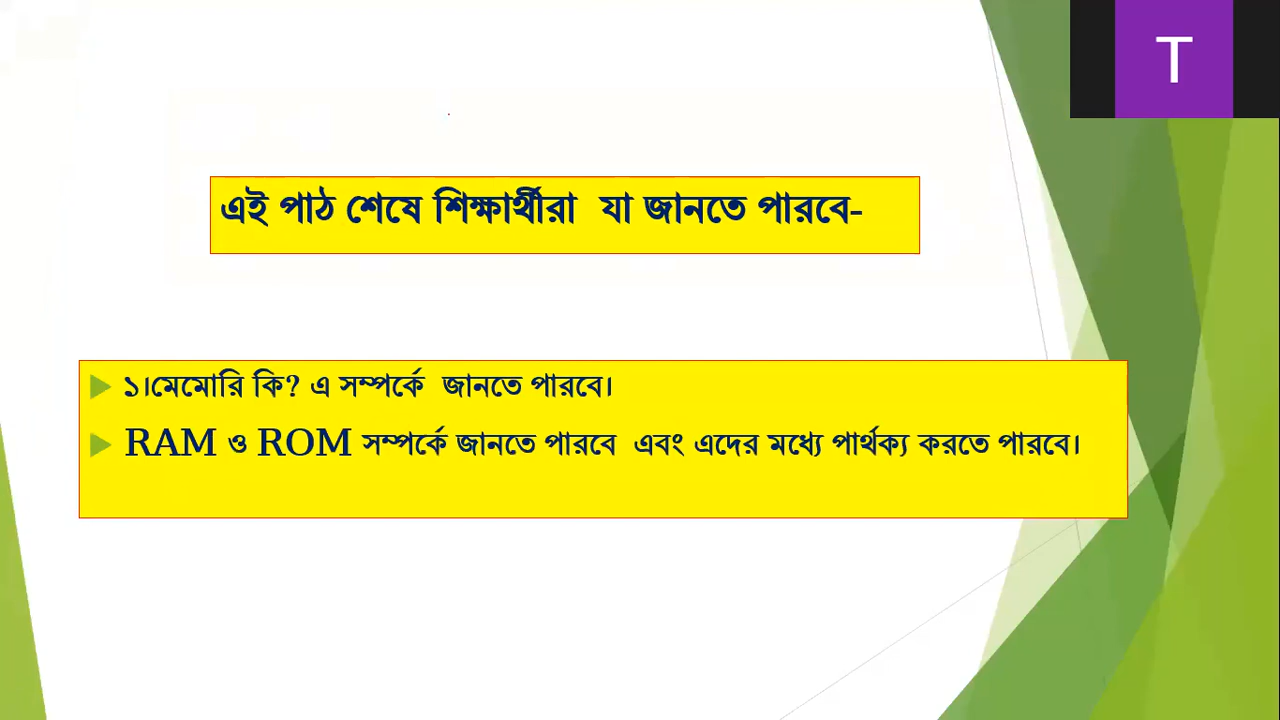 T
এই পাঠ শেষে শিক্ষার্থীরা যা জানতে পারবে-
১।মেমোরি কি? এ সম্পর্কে জানতে পারবে।
RAM ও ROM সম্পর্কে জানতে পারবে এবং এদের মধ্যে পার্থক্য করতে পারবে।